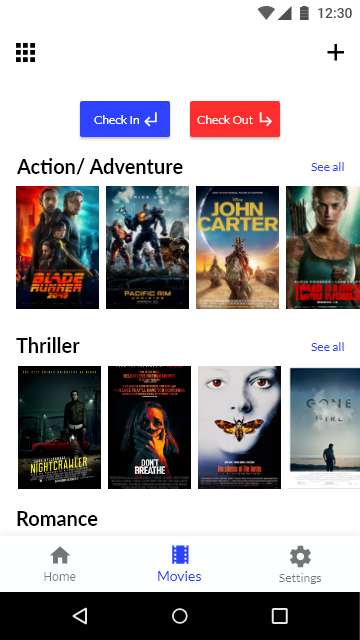 12:30
Check In
Check Out
Action/ Adventure
See all
BLADE
RUNNER
2049
PACIFIC RIM
UPRISING
Disney
JOHN
CARTER
TOMB RAIDER
Thriller
See all
NIGHTCRAWLER
DON'T
BREATHE
the silence of the lambs
GONE
GIRL
Romance
Home
Movies
Settings